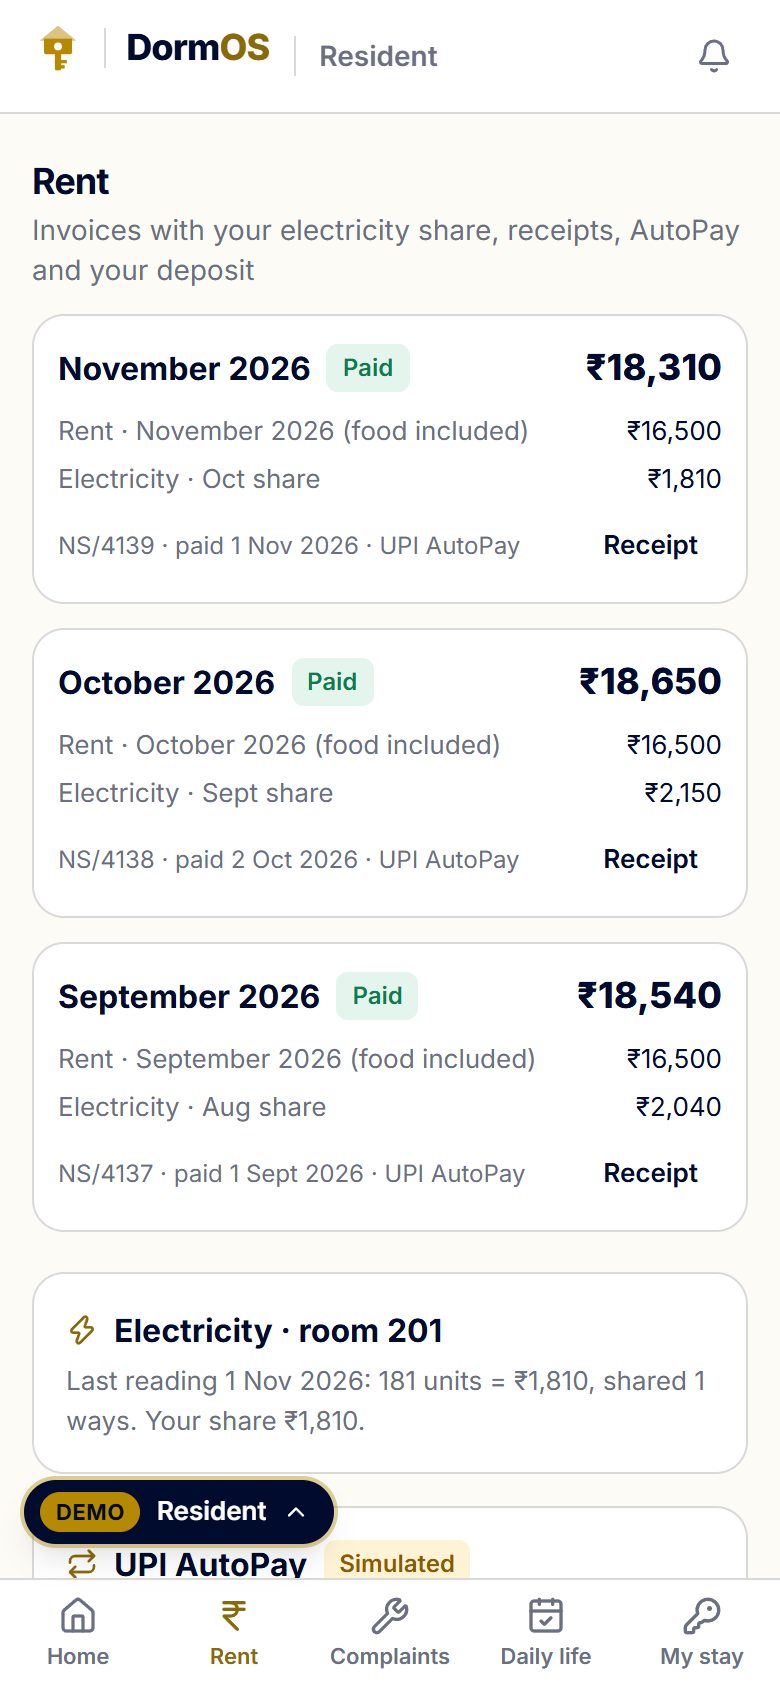 DormOS
Resident
Rent
Invoices with your electricity share, receipts, AutoPay
and your deposit
November 2026 Paid ₹18,310
Rent · November 2026 (food included) ₹16,500
Electricity · Oct share ₹1,810
NS/4139 · paid 1 Nov 2026 · UPI AutoPay Receipt
October 2026 Paid ₹18,650
Rent · October 2026 (food included) ₹16,500
Electricity · Sept share ₹2,150
NS/4138 · paid 2 Oct 2026 · UPI AutoPay Receipt
September 2026 Paid ₹18,540
Rent · September 2026 (food included) ₹16,500
Electricity · Aug share ₹2,040
NS/4137 · paid 1 Sept 2026 · UPI AutoPay Receipt
Electricity · room 201
Last reading 1 Nov 2026: 181 units = ₹1,810, shared 1
ways. Your share ₹1,810.
DEMO Resident
UPI AutoPay Simulated
Home Rent Complaints Daily life My stay